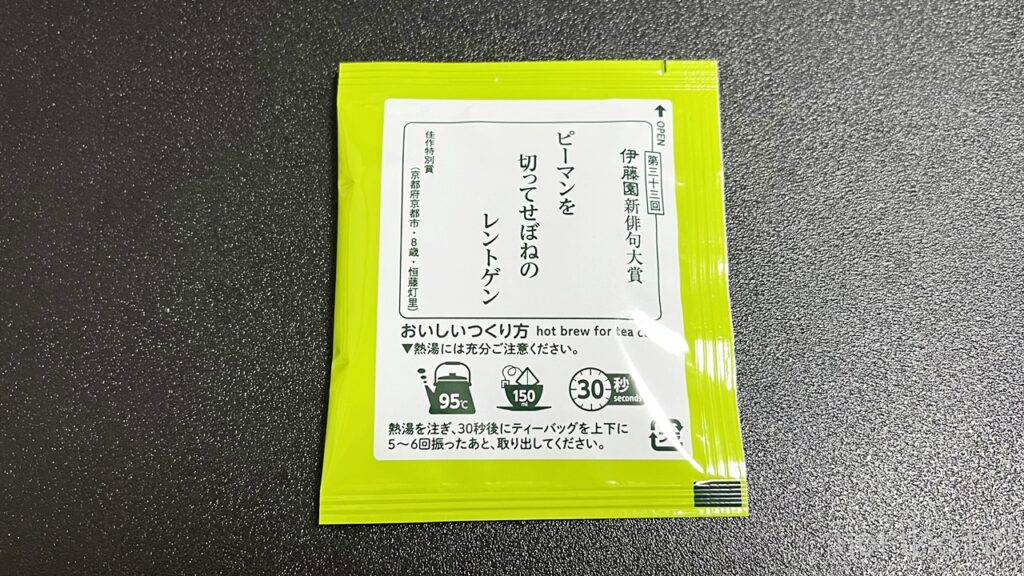 OPEN
第三十三回
伊藤園新俳句大賞
ピーマンを
切ってせぼねの
レントゲン
佳作特別賞
(京都府京都市・8歳・恒藤灯里)
おいしいつくり方 hot brew for tea
▼熱湯には充分ご注意ください。
95℃
150
ml
30秒
seconds
熱湯を注ぎ、30秒後にティーバッグを上下に
5〜6回振ったあと、取り出してください。
プラ